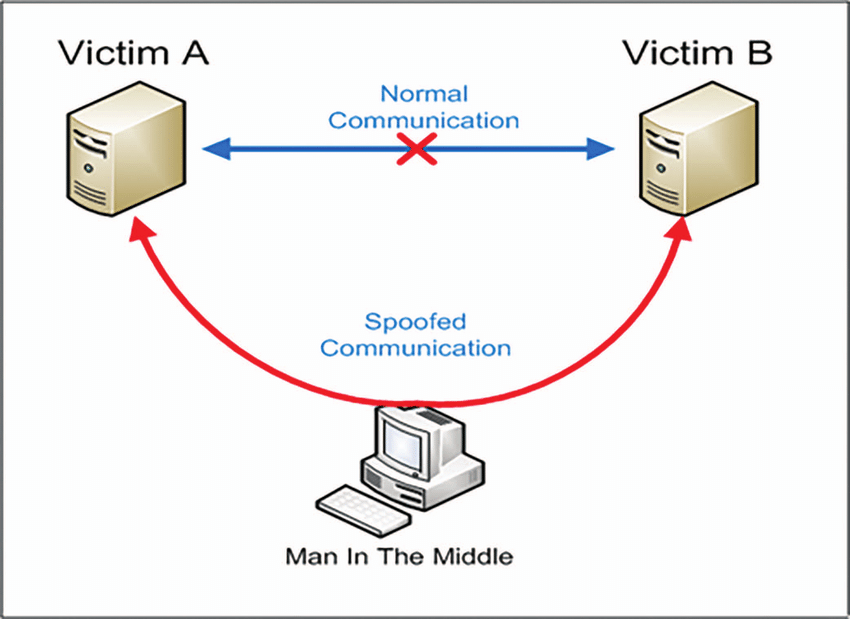 Victim A
Victim B
Normal
Communication
Spoofed
Communication
Man In The Middle